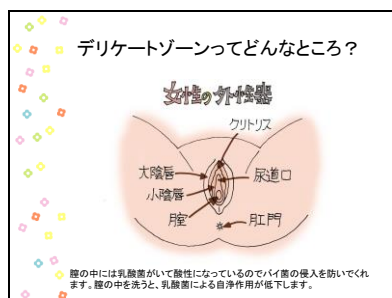 デリケートゾーンってどんなところ？
女性の外性器
クリトリス
大陰唇
尿道口
小陰唇
膣
肛門
膣の中には乳酸菌がいて酸性になっているのでバイ菌の侵入を防いでくれ
ます。膣の中を洗うと、乳酸菌による自浄作用が低下します。